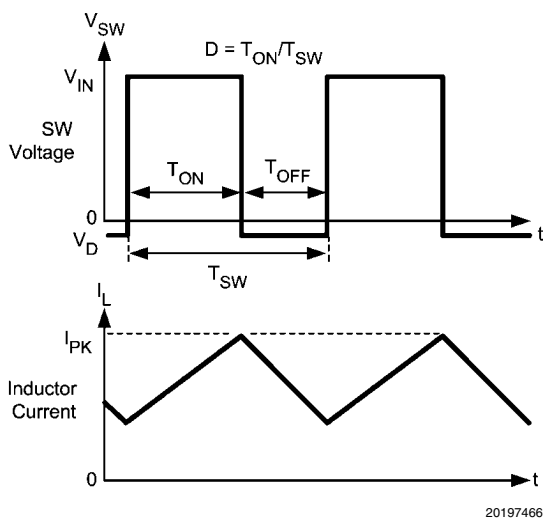 V_SW
D = T_ON/T_SW
V_IN
SW
Voltage
T_ON
T_OFF
0
t
V_D
T_SW
I_L
I_PK
Inductor
Current
0
t
20197466